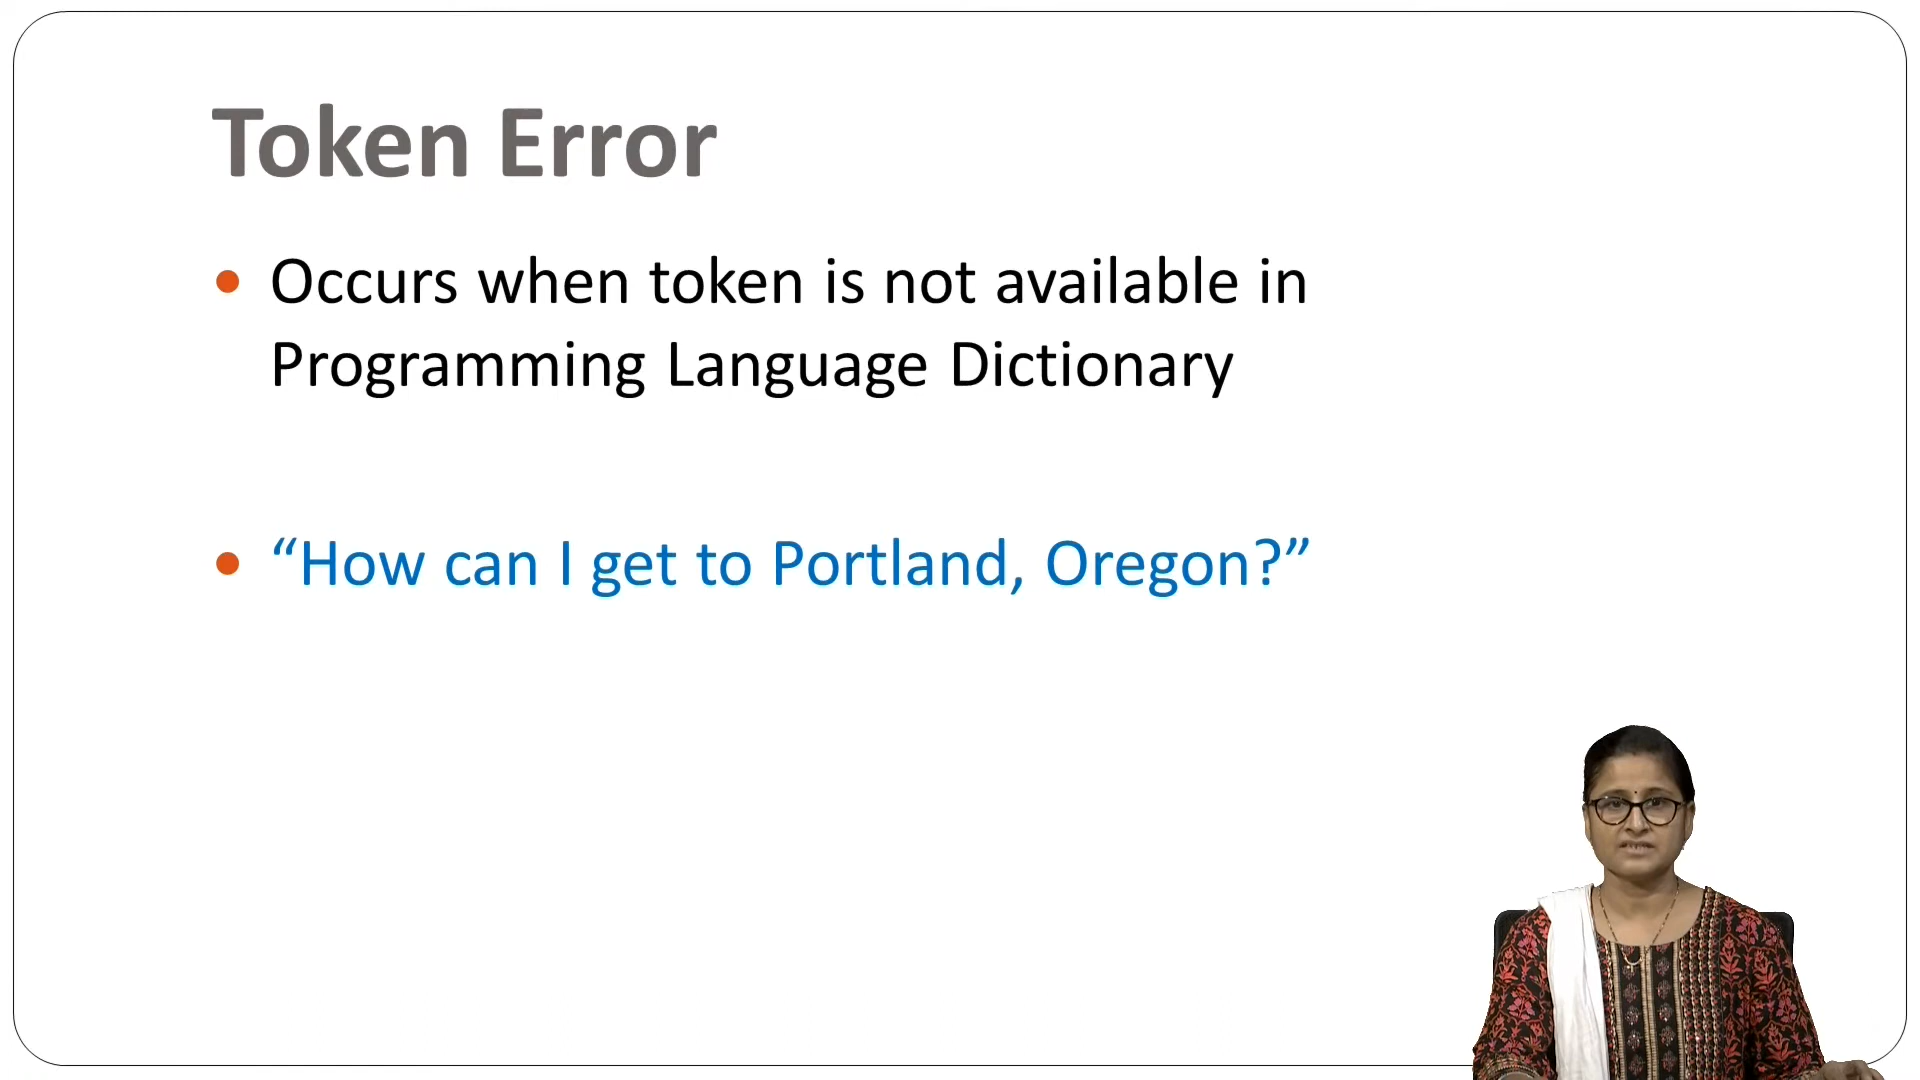 Token Error
• Occurs when token is not available in
Programming Language Dictionary
• “How can I get to Portland, Oregon?”